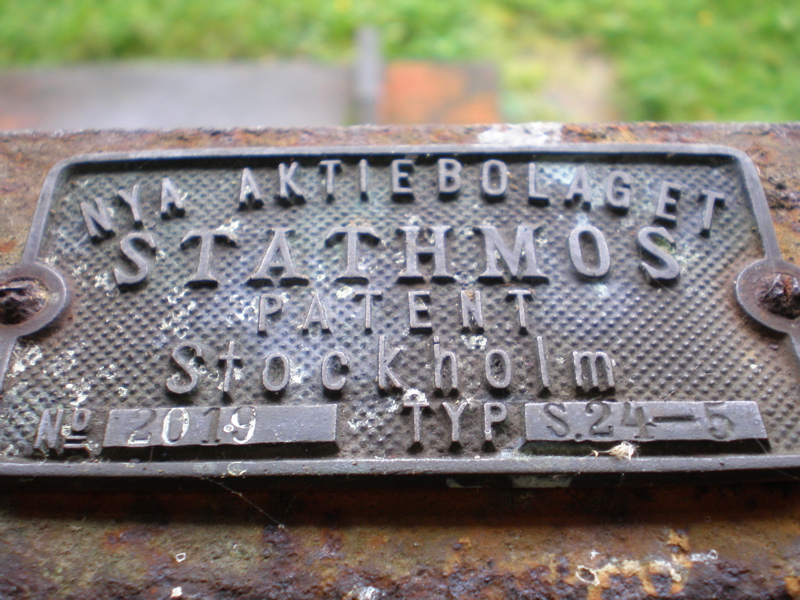 NYA AKTIEBOLAGET
STATHMOS
PATENT
Stockholm
No 2019 TYP S.24-5